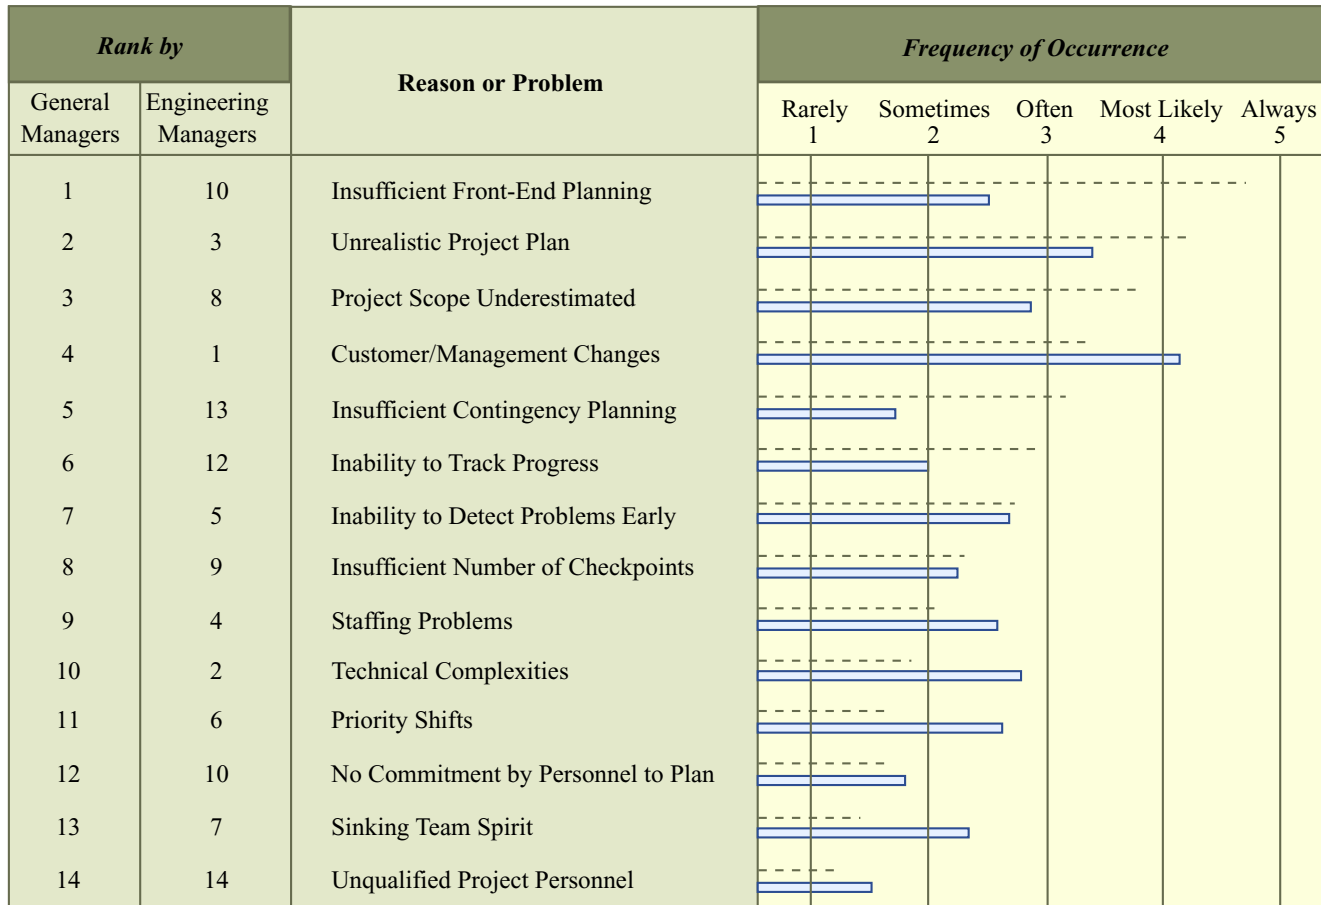 Rank by
Reason or Problem
Frequency of Occurrence
General Managers
Engineering Managers
Rarely Sometimes Often Most Likely Always
1 2 3 4 5
1 10 Insufficient Front-End Planning
2 3 Unrealistic Project Plan
3 8 Project Scope Underestimated
4 1 Customer/Management Changes
5 13 Insufficient Contingency Planning
6 12 Inability to Track Progress
7 5 Inability to Detect Problems Early
8 9 Insufficient Number of Checkpoints
9 4 Staffing Problems
10 2 Technical Complexities
11 6 Priority Shifts
12 10 No Commitment by Personnel to Plan
13 7 Sinking Team Spirit
14 14 Unqualified Project Personnel